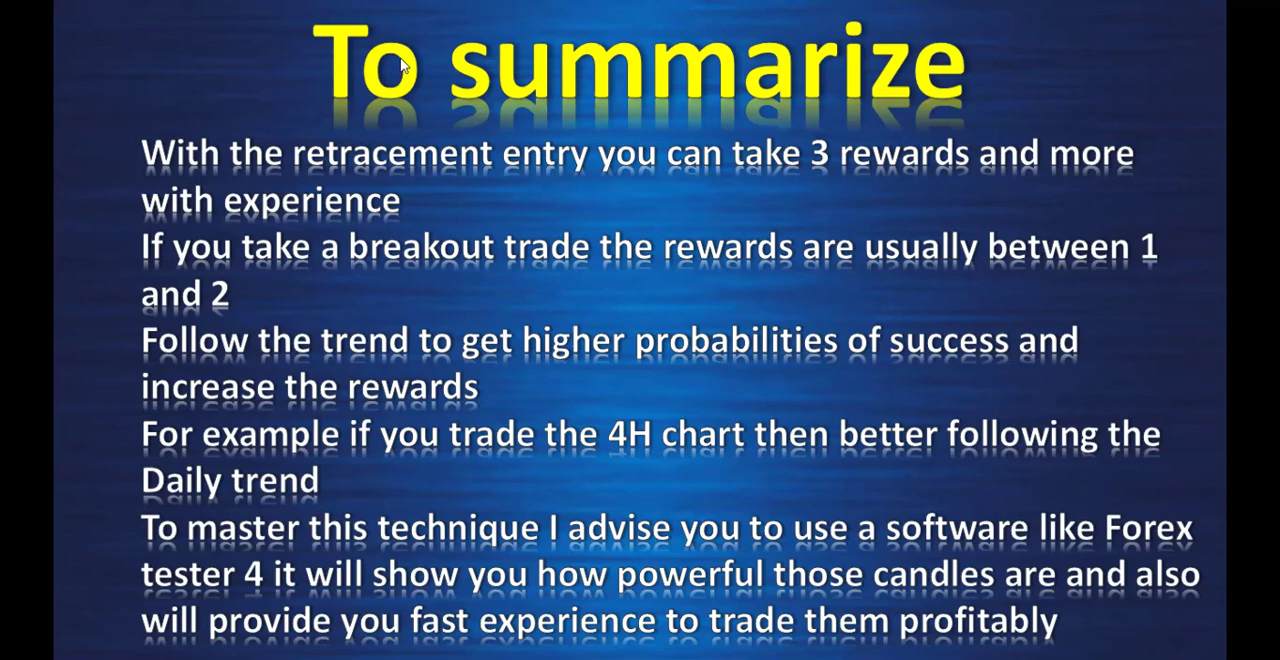 To summarize
With the retracement entry you can take 3 rewards and more
with experience
If you take a breakout trade the rewards are usually between 1
and 2
Follow the trend to get higher probabilities of success and
increase the rewards
For example if you trade the 4H chart then better following the
Daily trend
To master this technique I advise you to use a software like Forex
tester 4 it will show you how powerful those candles are and also
will provide you fast experience to trade them profitably